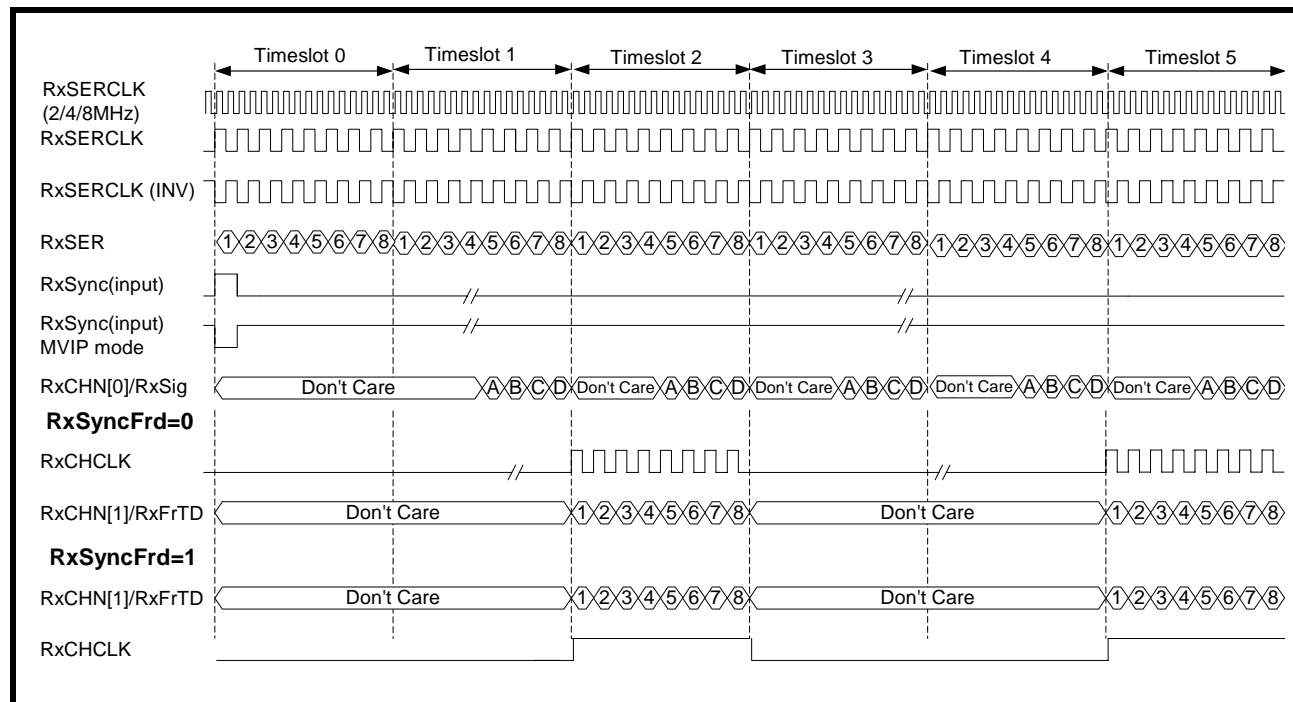 Timeslot 0 Timeslot 1 Timeslot 2 Timeslot 3 Timeslot 4 Timeslot 5
RxSERCLK
(2/4/8MHz)
RxSERCLK
RxSERCLK (INV)
RxSER 1 2 3 4 5 6 7 8 1 2 3 4 5 6 7 8 1 2 3 4 5 6 7 8 1 2 3 4 5 6 7 8 1 2 3 4 5 6 7 8 1 2 3 4 5 6 7 8
RxSync(input)
RxSync(input)
MVIP mode
RxCHN[0]/RxSig Don't Care A B C D Don't Care A B C D Don't Care A B C D Don't Care A B C D Don't Care A B C D
RxSyncFrd=0
RxCHCLK
RxCHN[1]/RxFrTD Don't Care 1 2 3 4 5 6 7 8 Don't Care 1 2 3 4 5 6 7 8
RxSyncFrd=1
RxCHN[1]/RxFrTD Don't Care 1 2 3 4 5 6 7 8 Don't Care 1 2 3 4 5 6 7 8
RxCHCLK